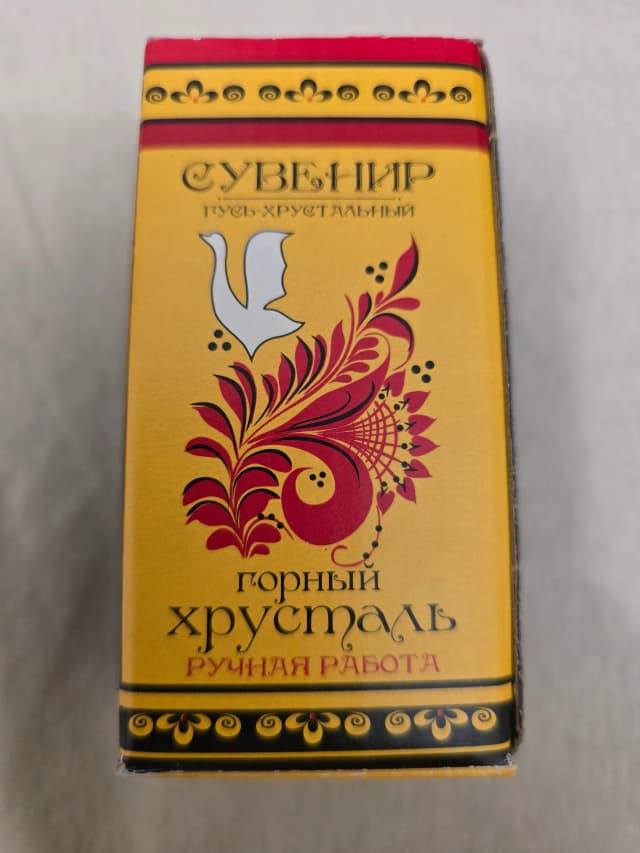 СУВЕНИР
ГУСЬ-ХРУСТАЛЬНЫЙ
горный
хрусталь
РУЧНАЯ РАБОТА